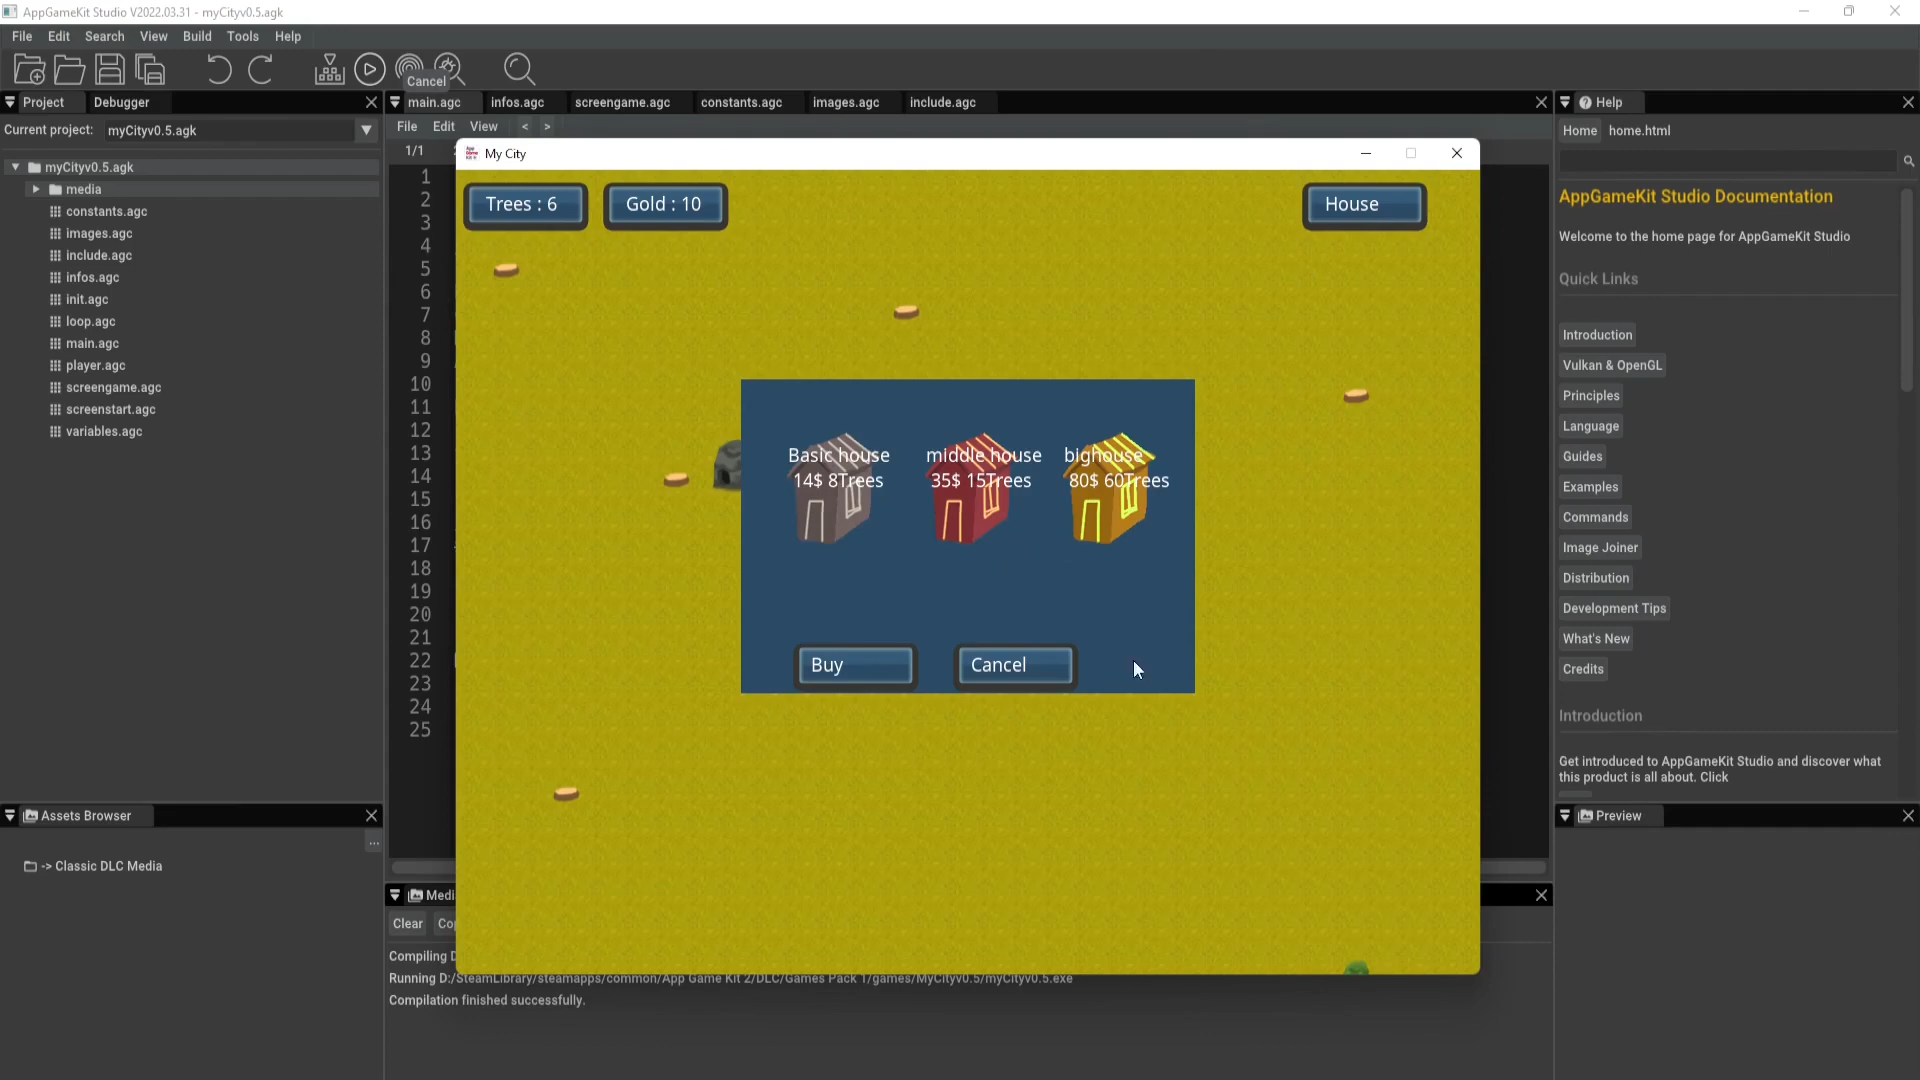 AppGameKit Studio V2022.03.31 - myCityv0.5.agk
File Edit Search View Build Tools Help
Cancel
Project Debugger
main.agc infos.agc screengame.agc constants.agc images.agc include.agc
Help
Current project: myCityv0.5.agk
File Edit View < >
Home home.html
1/1
My City
myCityv0.5.agk
media
constants.agc
images.agc
include.agc
infos.agc
init.agc
loop.agc
main.agc
player.agc
screengame.agc
screenstart.agc
variables.agc
1
2
3
4
5
6
7
8
9
10
11
12
13
14
15
16
17
18
19
20
21
22
23
24
25
Trees : 6
Gold : 10
House
Basic house
14$ 8Trees
middle house
35$ 15Trees
bighouse
80$ 60Trees
Buy
Cancel
AppGameKit Studio Documentation
Welcome to the home page for AppGameKit Studio
Quick Links
Introduction
Vulkan & OpenGL
Principles
Language
Guides
Examples
Commands
Image Joiner
Distribution
Development Tips
What's New
Credits
Introduction
Get introduced to AppGameKit Studio and discover what
this product is all about. Click
Assets Browser
...
-> Classic DLC Media
Preview
Medi
Clear Co
Compiling D
Running D:/SteamLibrary/steamapps/common/App Game Kit 2/DLC/Games Pack 1/games/MyCityv0.5/myCityv0.5.exe
Compilation finished successfully.